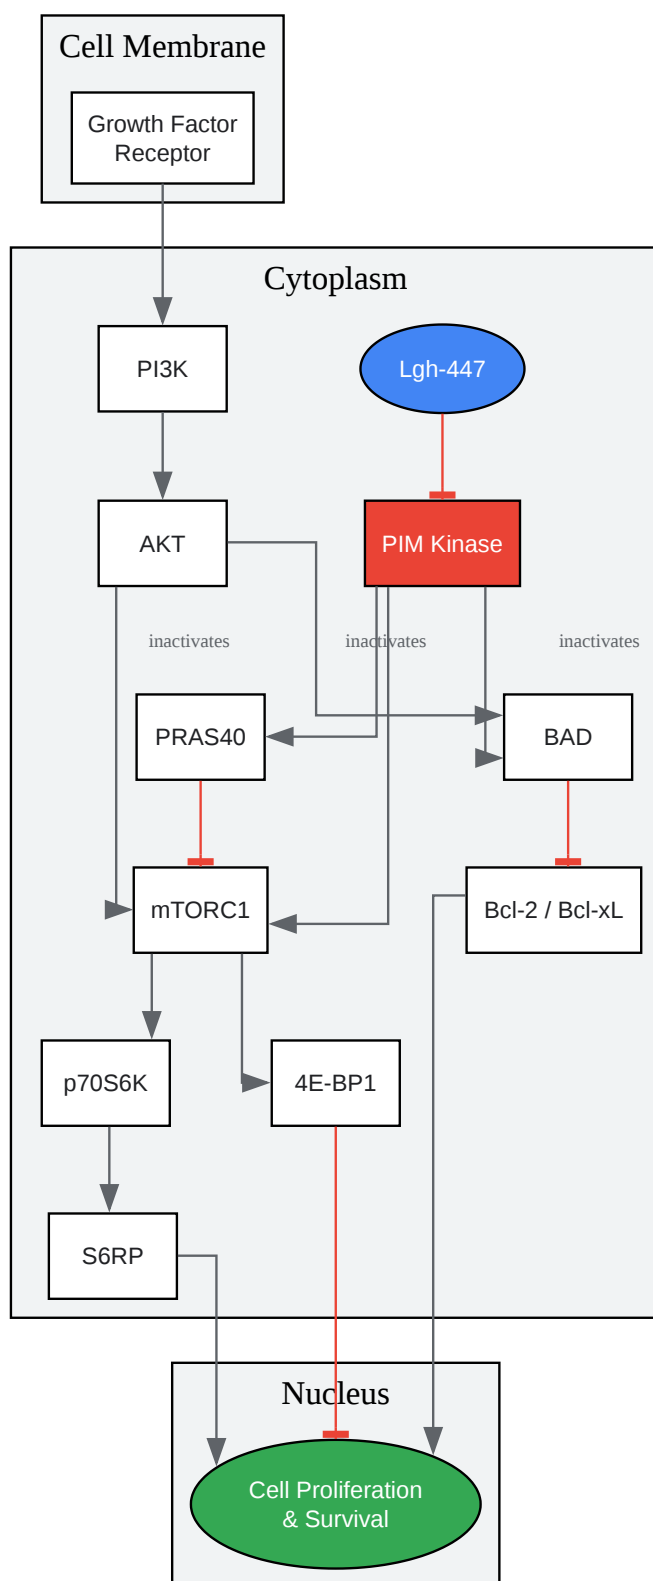 Cell Membrane
Growth Factor
Receptor
Cytoplasm
PI3K
Lgh-447
AKT
PIM Kinase
inactivates
inactivates
inactivates
PRAS40
BAD
mTORC1
Bcl-2 / Bcl-xL
p70S6K
4E-BP1
S6RP
Nucleus
Cell Proliferation
& Survival